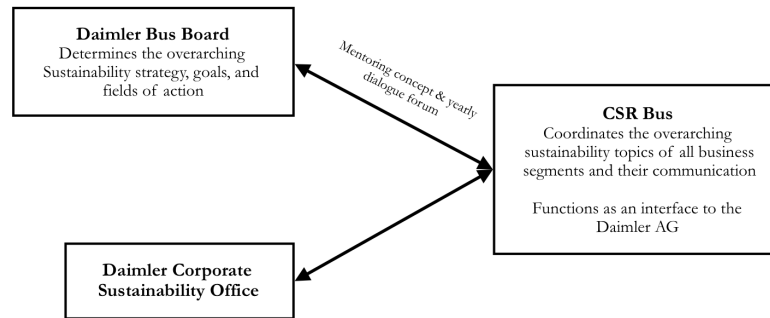 Daimler Bus Board
Determines the overarching
Sustainability strategy, goals, and
fields of action
Mentoring concept & yearly
dialogue forum
CSR Bus
Coordinates the overarching
sustainability topics of all business
segments and their communication
Functions as an interface to the
Daimler AG
Daimler Corporate
Sustainability Office